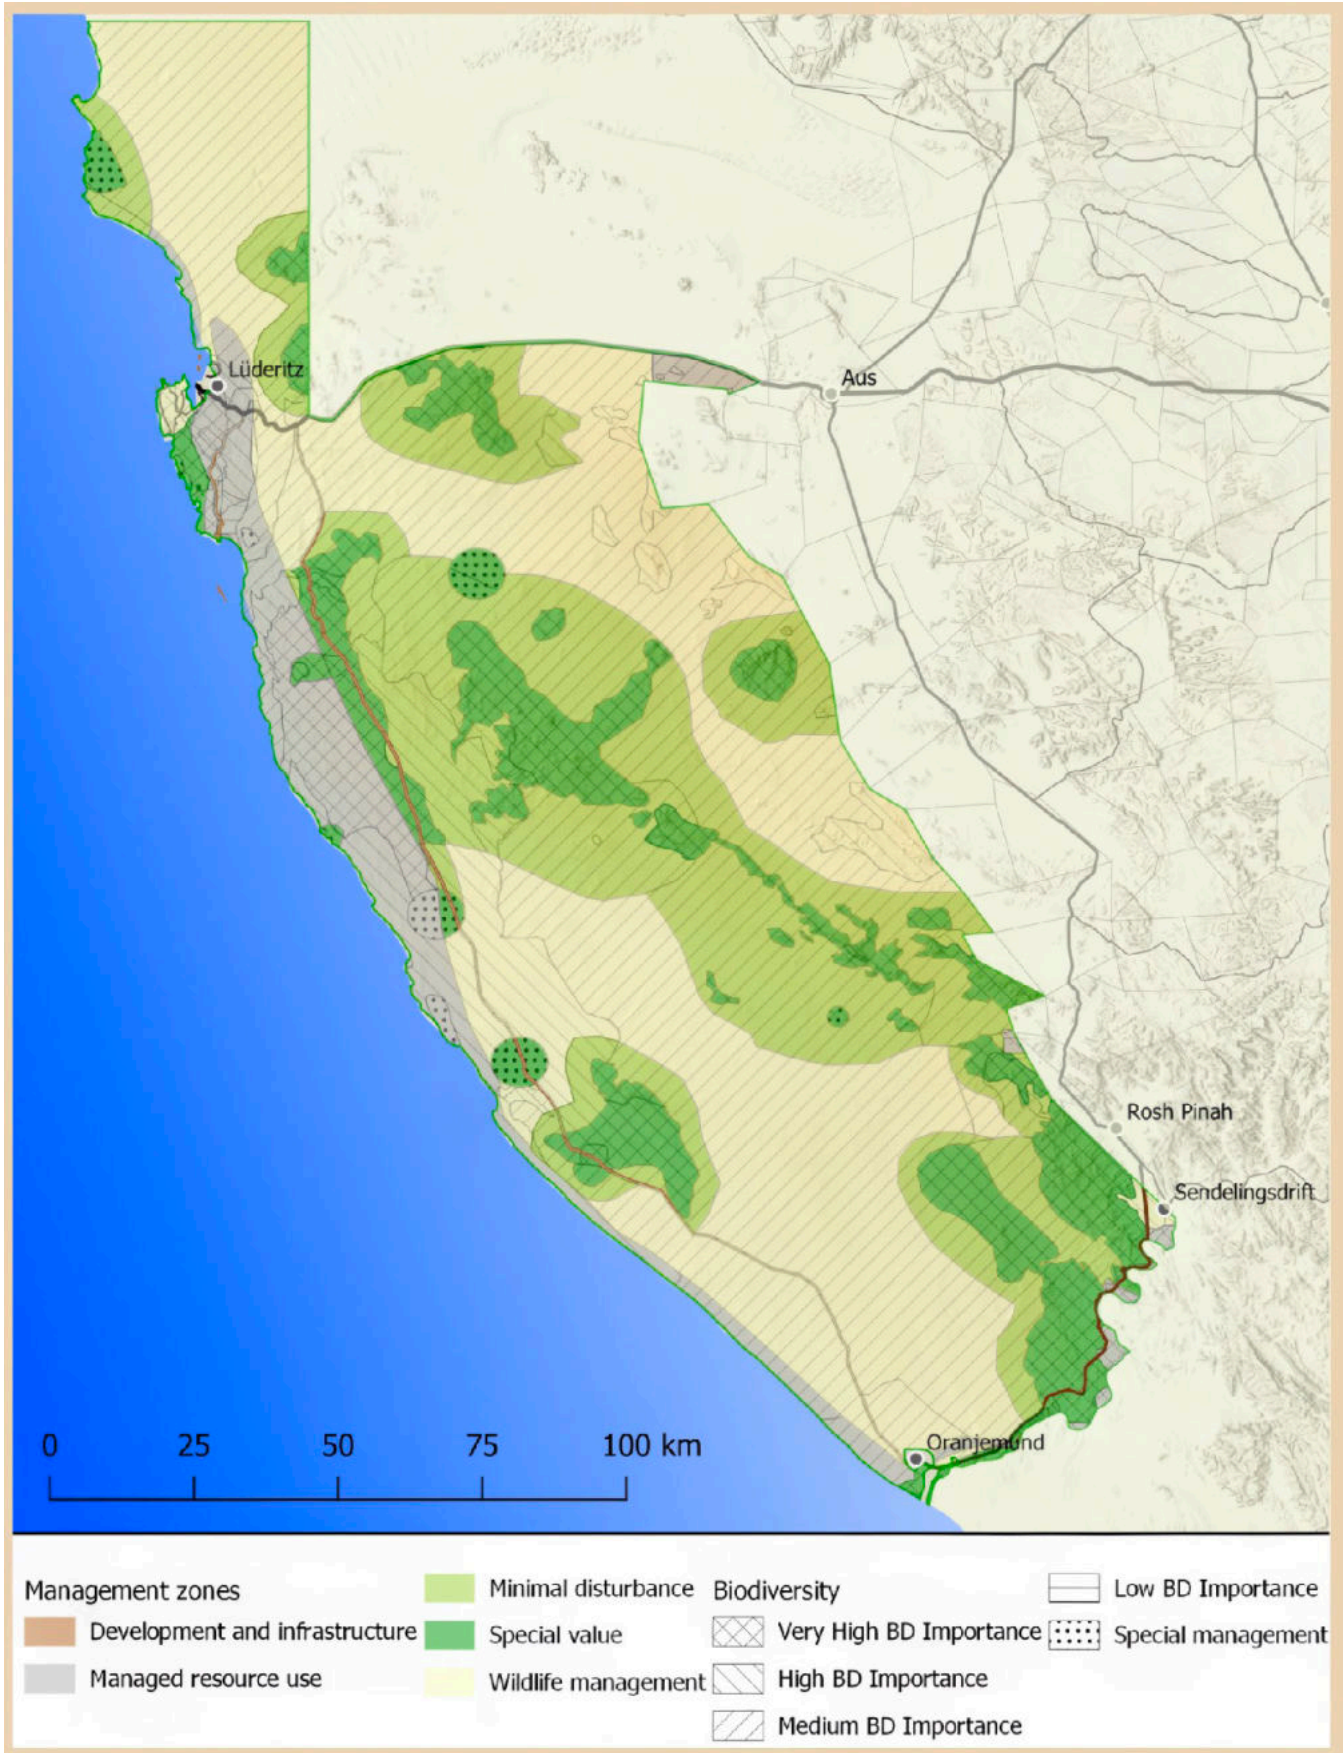 Lüderitz
Aus
Rosh Pinah
Sendelingsdrift
Oranjemund
0 25 50 75 100 km
Management zones
Development and infrastructure
Managed resource use
Minimal disturbance
Special value
Wildlife management
Biodiversity
Very High BD Importance
High BD Importance
Medium BD Importance
Low BD Importance
Special management